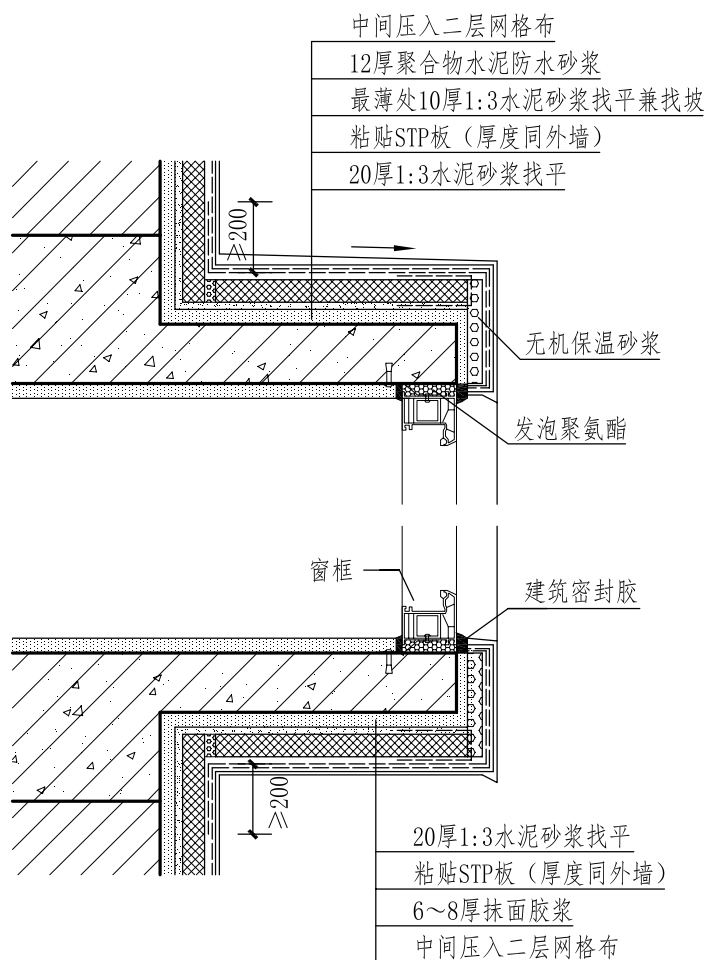 中间压入二层网格布
12厚聚合物水泥防水砂浆
最薄处10厚1:3水泥砂浆找平兼找坡
粘贴STP板（厚度同外墙）
20厚1:3水泥砂浆找平
≥200
无机保温砂浆
发泡聚氨酯
窗框
建筑密封胶
≥200
20厚1:3水泥砂浆找平
粘贴STP板（厚度同外墙）
6～8厚抹面胶浆
中间压入二层网格布